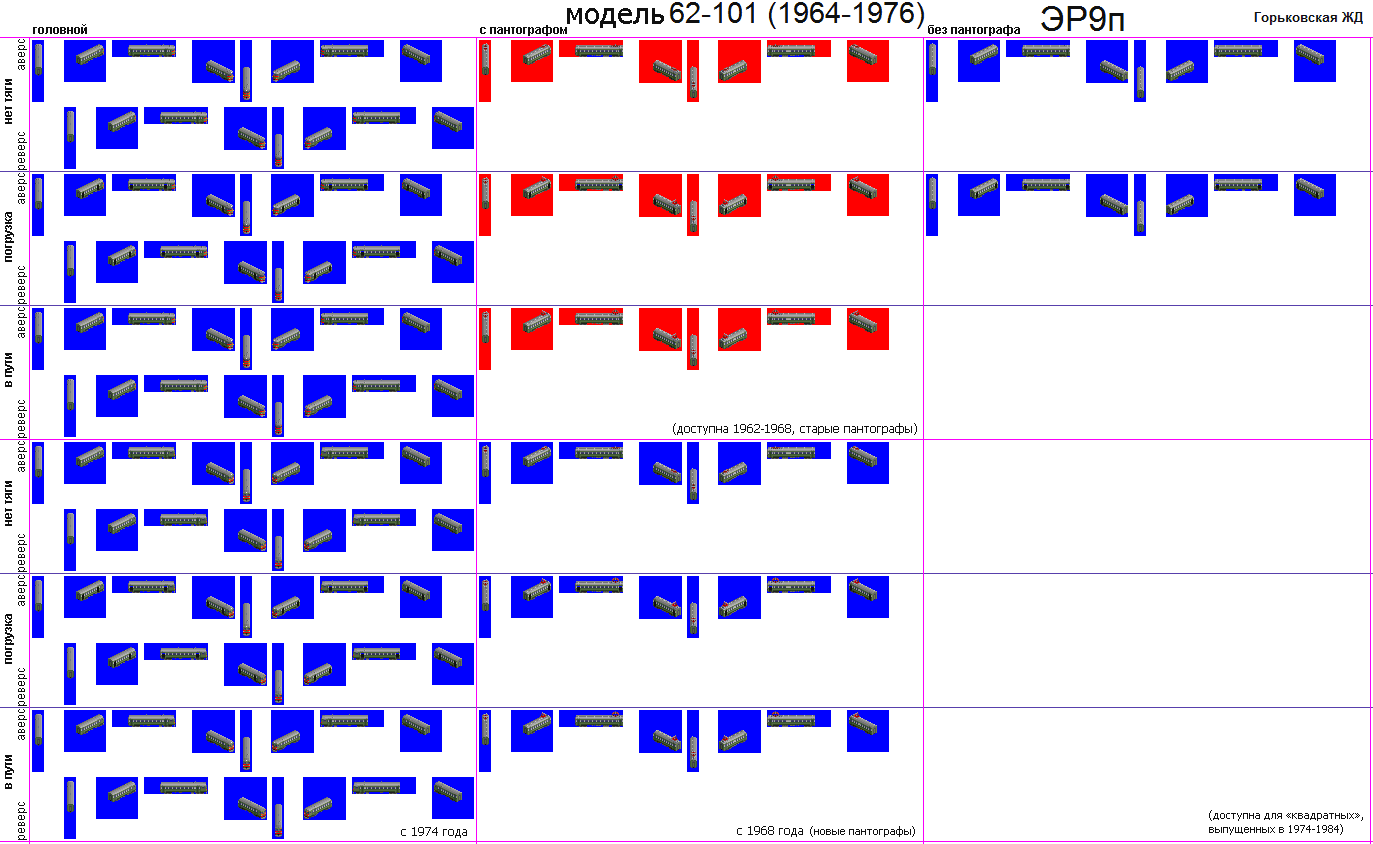 модель 62-101 (1964-1976)
ЭР9п
Горьковская ЖД
головной
с пантографом
без пантографа
аверс
нет тяги
реверс
аверс
погрузка
реверс
аверс
в пути
реверс
(доступна 1962-1968, старые пантографы)
аверс
нет тяги
реверс
аверс
погрузка
реверс
аверс
в пути
реверс
с 1974 года
с 1968 года (новые пантографы)
(доступна для «квадратных»,
выпущенных в 1974-1984)